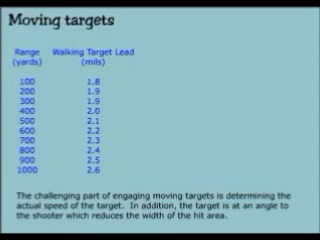 Moving targets
Range Walking Target Lead
(yards) (mils)
100 1.8
200 1.9
300 1.9
400 2.0
500 2.1
600 2.2
700 2.3
800 2.4
900 2.5
1000 2.6
The challenging part of engaging moving targets is determining the
actual speed of the target. In addition, the target is at an angle to
the shooter which reduces the width of the hit area.